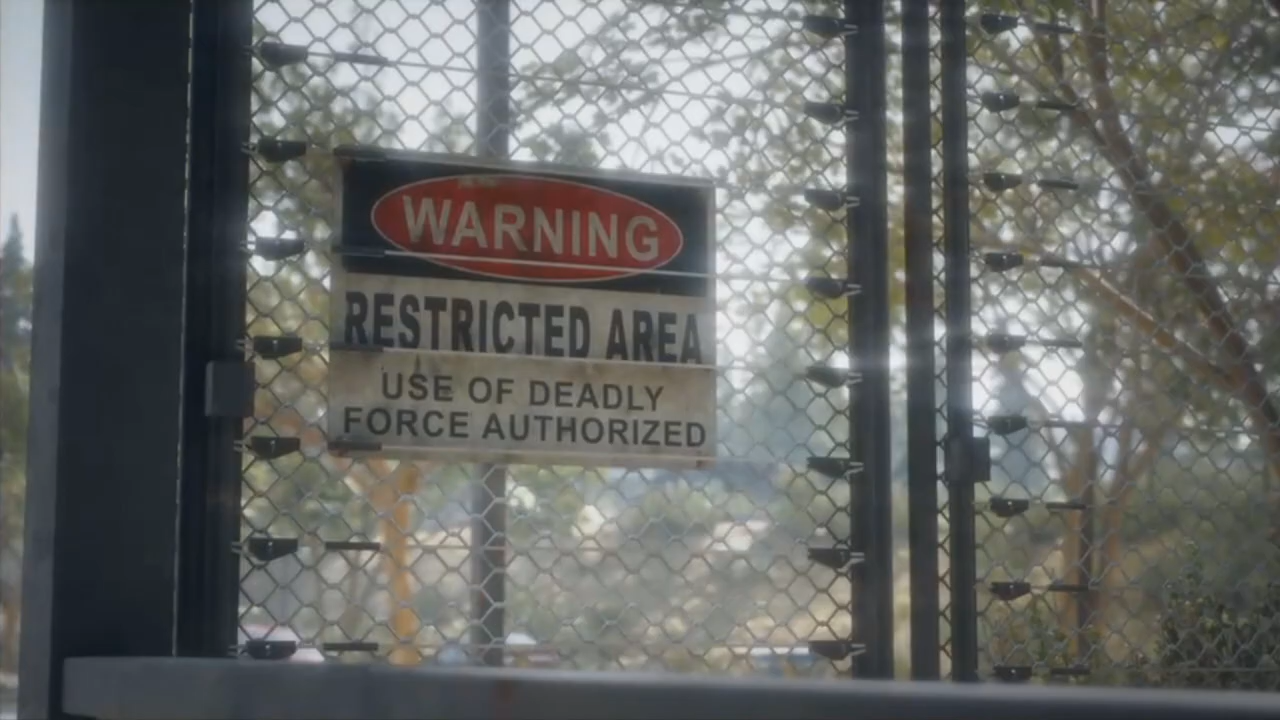 WARNING
RESTRICTED AREA
USE OF DEADLY
FORCE AUTHORIZED